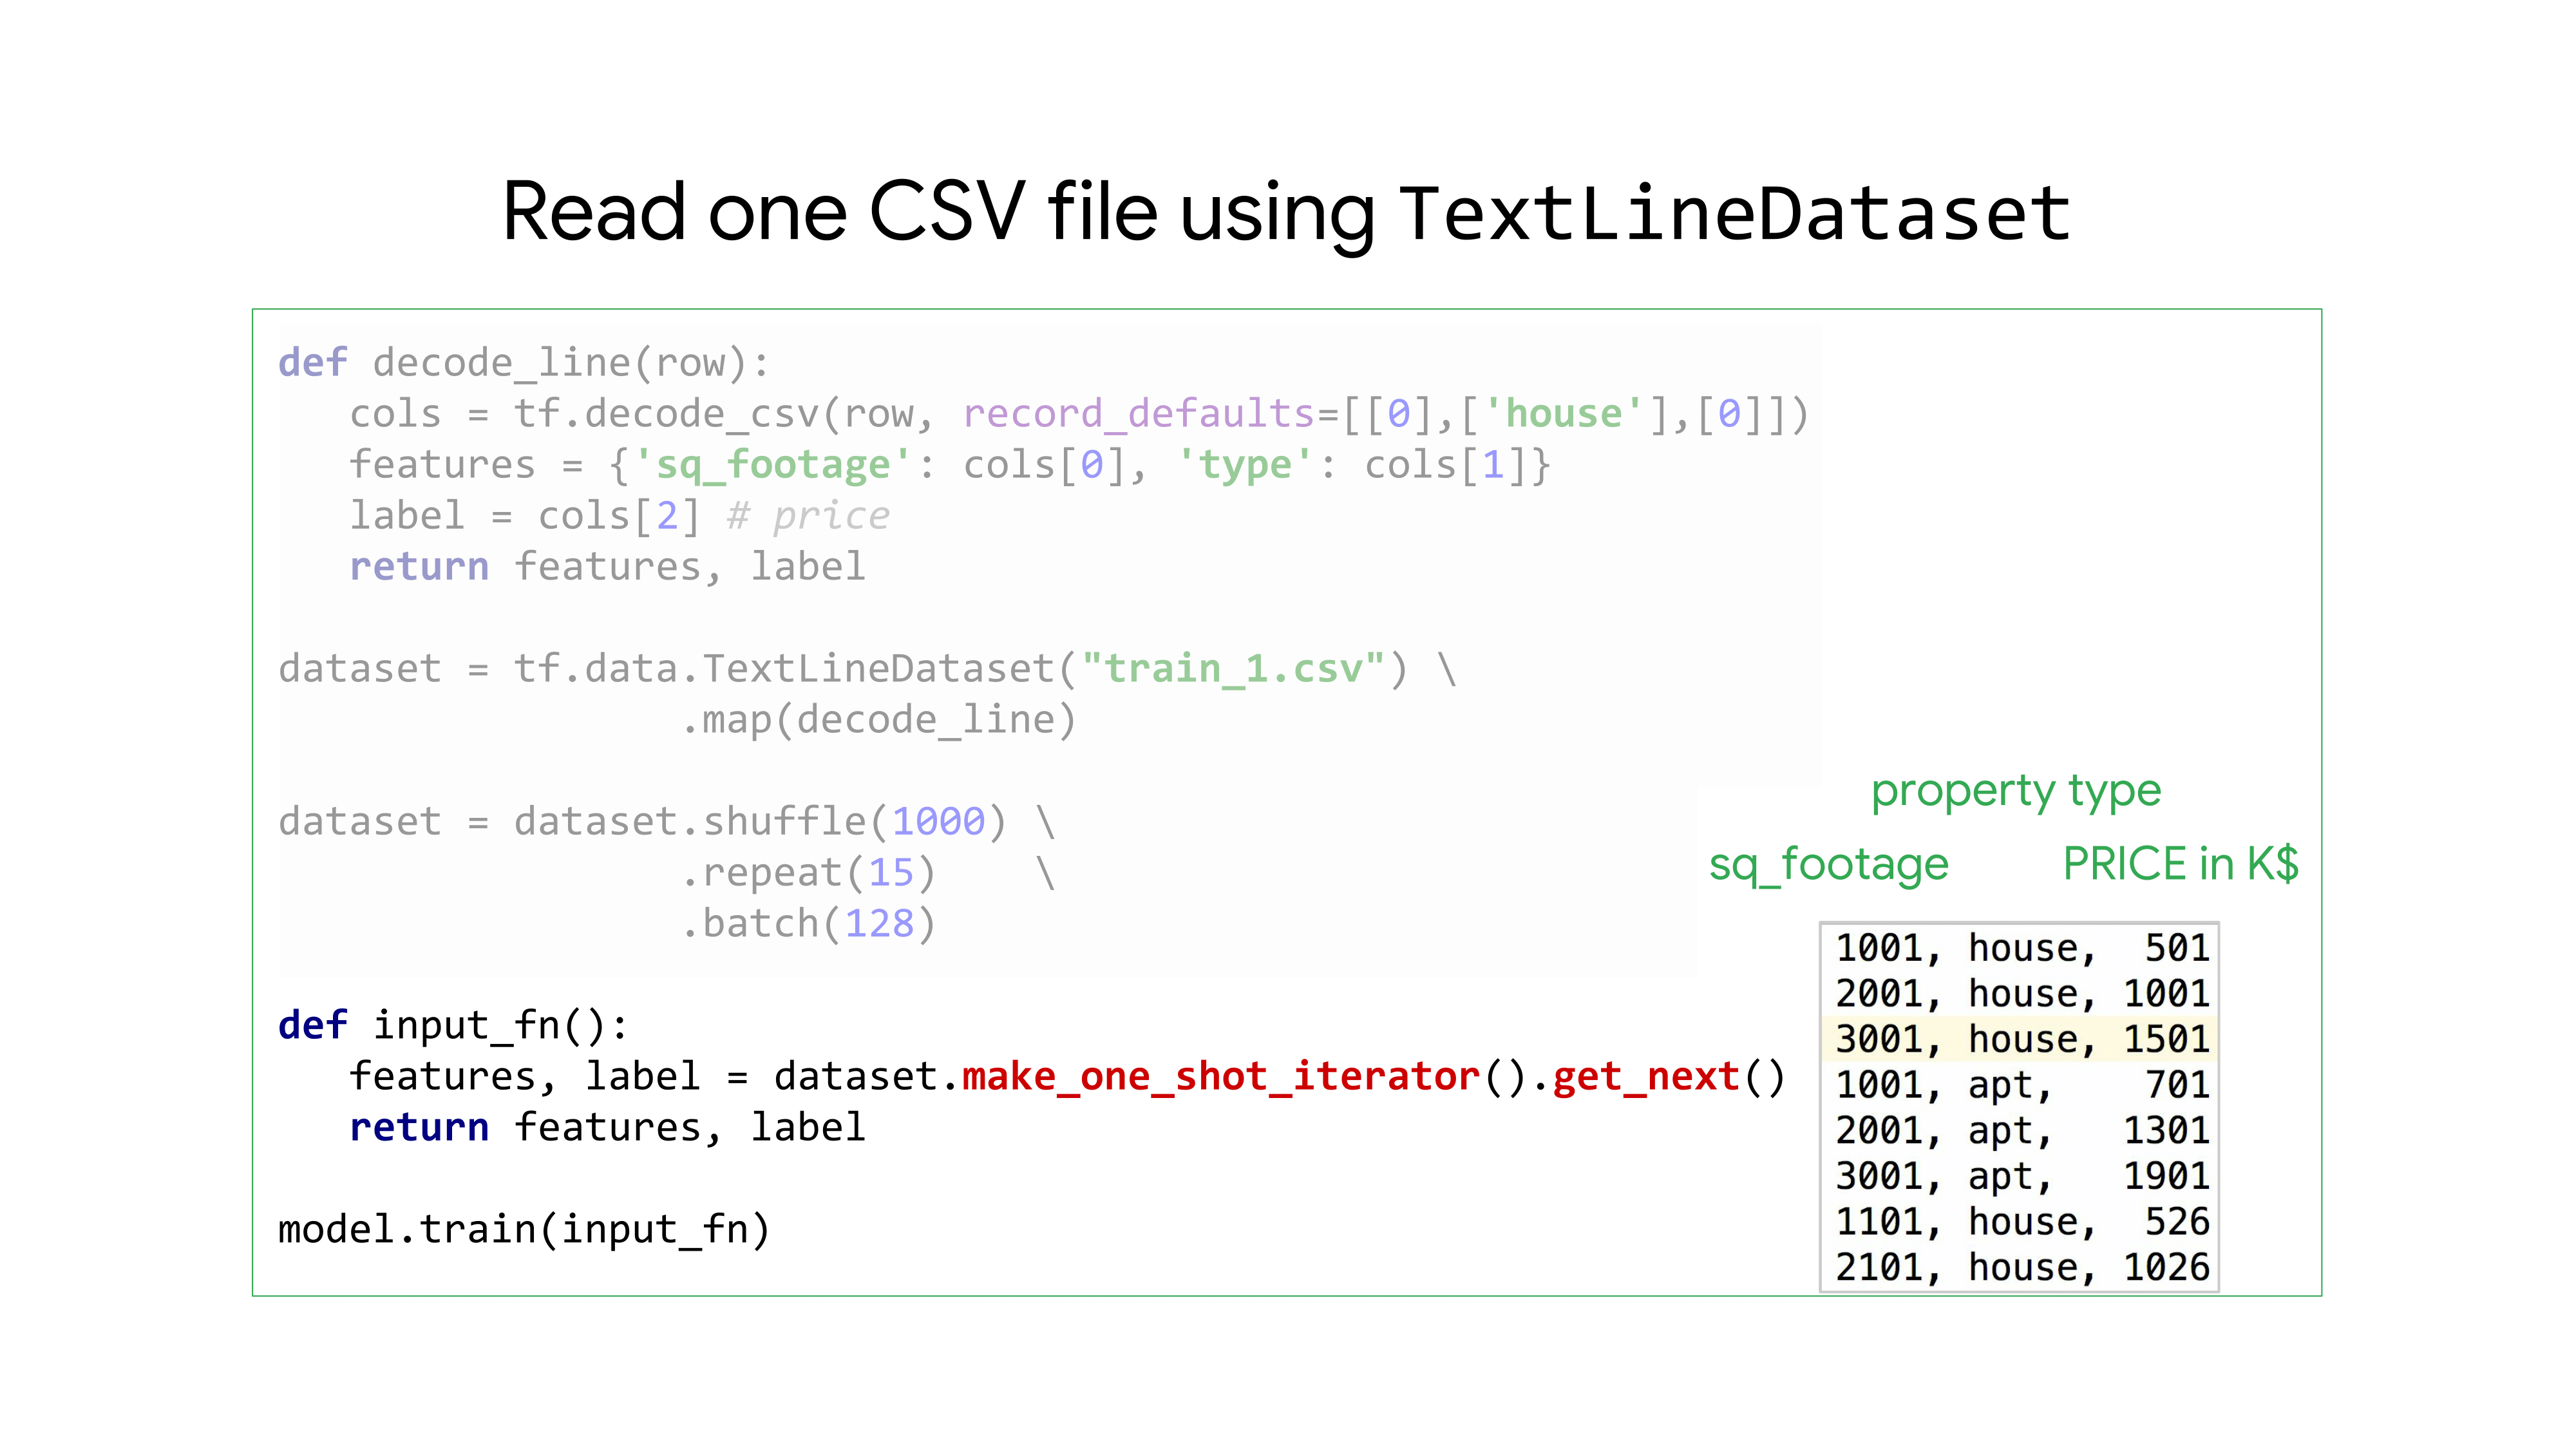 Read one CSV file using TextLineDataset
def decode_line(row):
   cols = tf.decode_csv(row, record_defaults=[[0],['house'],[0]])
   features = {'sq_footage': cols[0], 'type': cols[1]}
   label = cols[2] # price
   return features, label
dataset = tf.data.TextLineDataset("train_1.csv") \
                 .map(decode_line)
dataset = dataset.shuffle(1000) \
                 .repeat(15)    \
                 .batch(128)
def input_fn():
   features, label = dataset.make_one_shot_iterator().get_next()
   return features, label
model.train(input_fn)
property type
sq_footage PRICE in K$
1001, house,  501
2001, house, 1001
3001, house, 1501
1001, apt,    701
2001, apt,   1301
3001, apt,   1901
1101, house,  526
2101, house, 1026